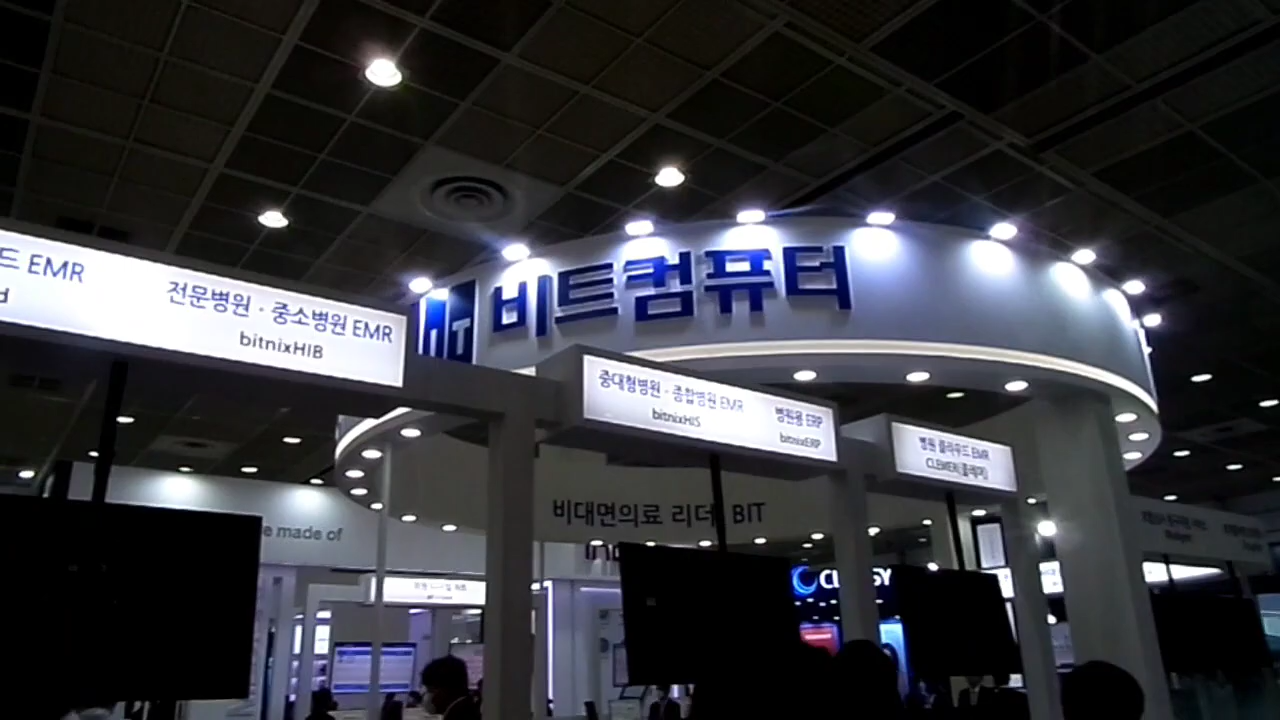 비트컴퓨터
드 EMR
전문병원 · 중소병원 EMR
bitnixHIB
중대형병원 · 종합병원 EMR
bitnixHIS
병원용 ERP
bitnixERP
병원 클라우드 EMR
CLEMER(클레머)
비대면의료 리더 BIT
made of